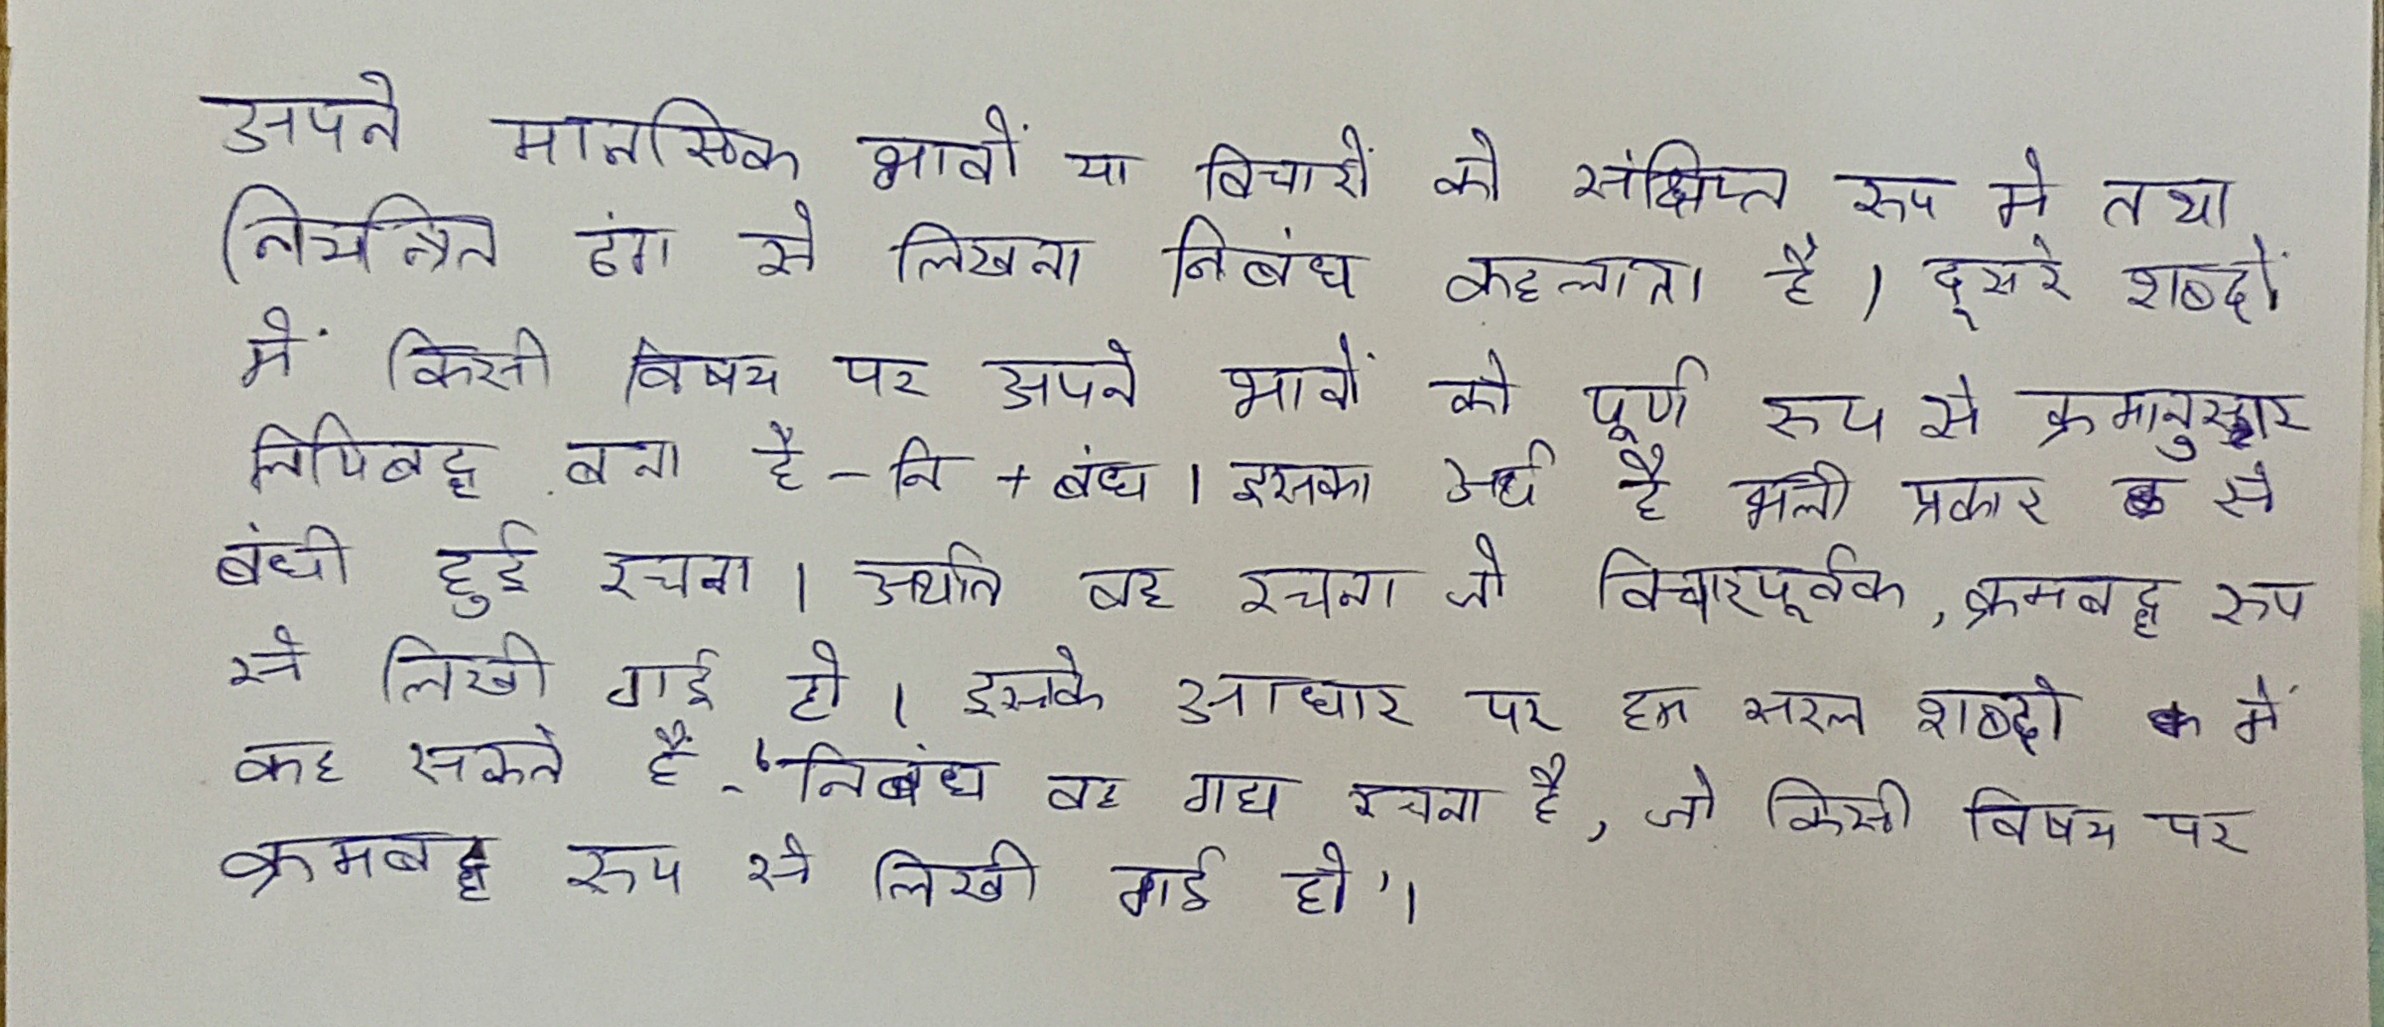 अपने मानसिक भावों या विचारों को संक्षिप्त रूप मे तथा
नियन्त्रित ढंग से लिखना निबंध कहलाता है। दूसरे शब्दों
में किसी विषय पर अपने भावों को पूर्ण रूप से क्रमानुसार
लिपिबद्ध बना है - नि + बंध। इसका अर्थ है भली प्रकार से
बंधी हुई रचना। अर्थात वह रचना जो विचारपूर्वक, क्रमबद्ध रूप
से लिखी गई हो। इसके आधार पर हम सरल शब्दो में
कह सकते हैं - 'निबंध वह गद्य रचना है, जो किसी विषय पर
क्रमबद्ध रूप से लिखी गई हो'।